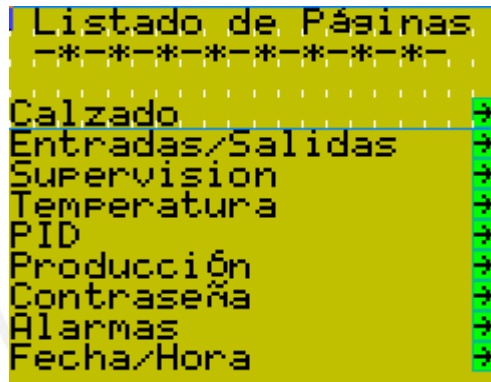 Listado de Páginas
-*-*-*-*-*-*-*-*-
Calzado →
Entradas/Salidas →
Supervision →
Temperatura →
PID →
Producción →
Contraseña →
Alarmas →
Fecha/Hora →